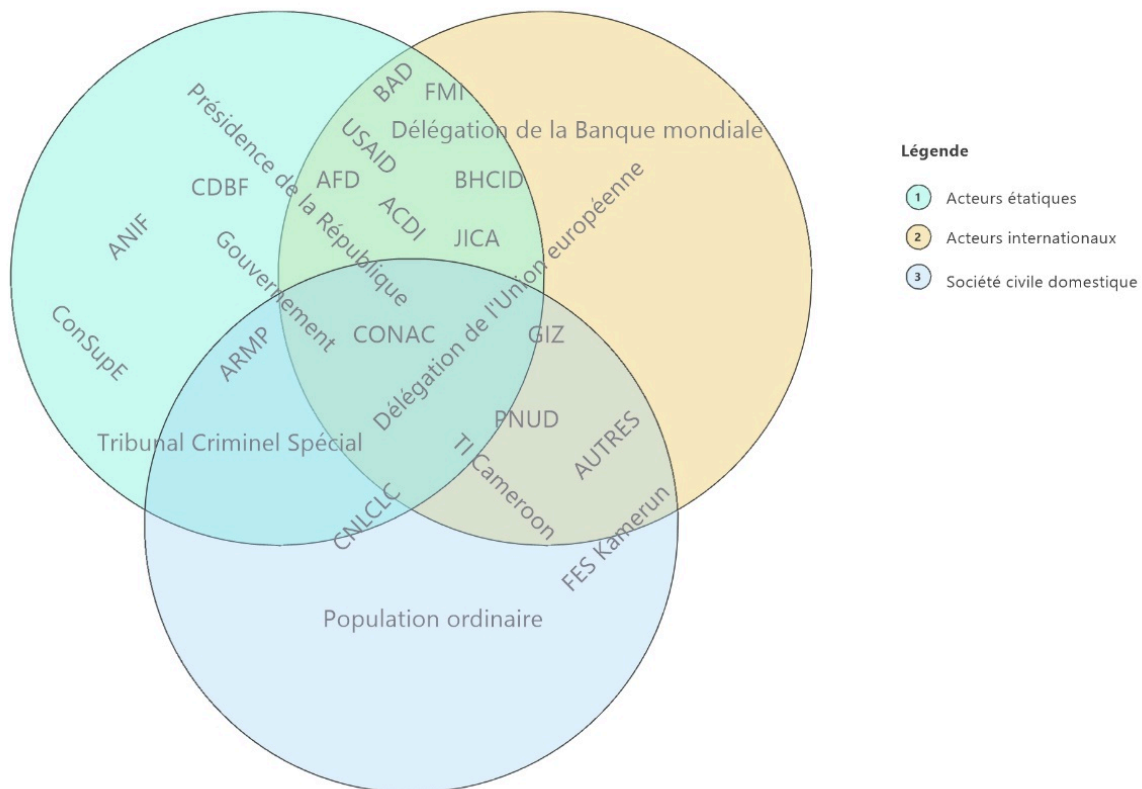 BAD
FMI
Présidence de la République
USAID
Délégation de la Banque mondiale
CDBF
AFD
BHCID
ANIF
ACDI
JICA
Gouvernement
Délégation de l'Union européenne
ConSupE
ARMP
CONAC
GIZ
Tribunal Criminel Spécial
PNUD
AUTRES
TI Cameroon
CNLCLC
FES Kamerun
Population ordinaire
Légende
1 Acteurs étatiques
2 Acteurs internationaux
3 Société civile domestique